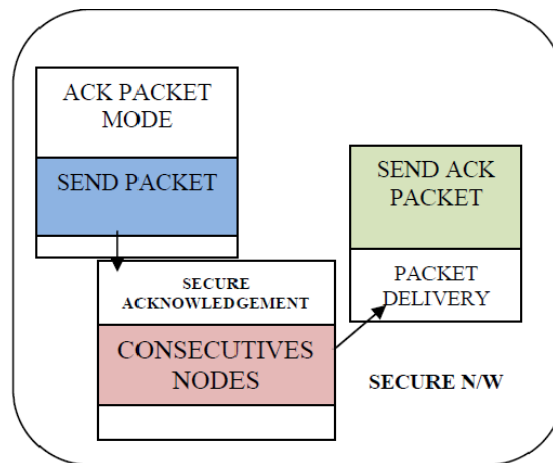 ACK PACKET
MODE
SEND PACKET
SEND ACK
PACKET
PACKET
DELIVERY
SECURE
ACKNOWLEDGEMENT
CONSECUTIVES
NODES
SECURE N/W